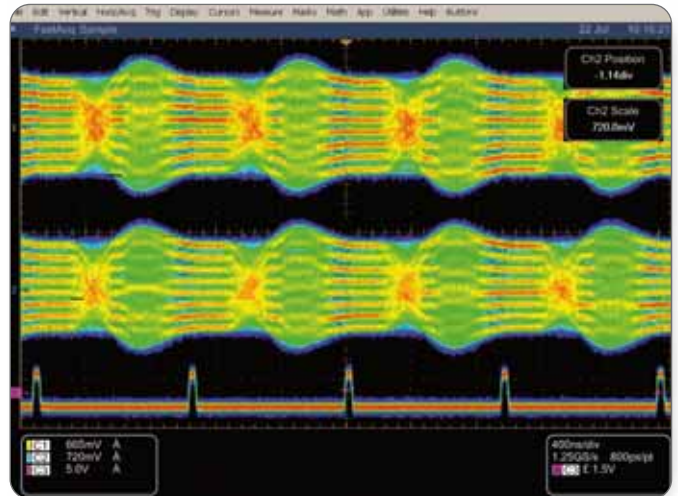 Edit Vertical Horiz/Acq Trig Display Cursors Measure Masks Math App Utilities Help Buttons
FastAcq Sample
22 Jul
Ch2 Position
-1.14div
Ch2 Scale
720.0mV
C1 665mV A
C2 720mV A
C3 5.0V A
400ns/div
1.25GS/s 800ps/pt
A C3 1.5V